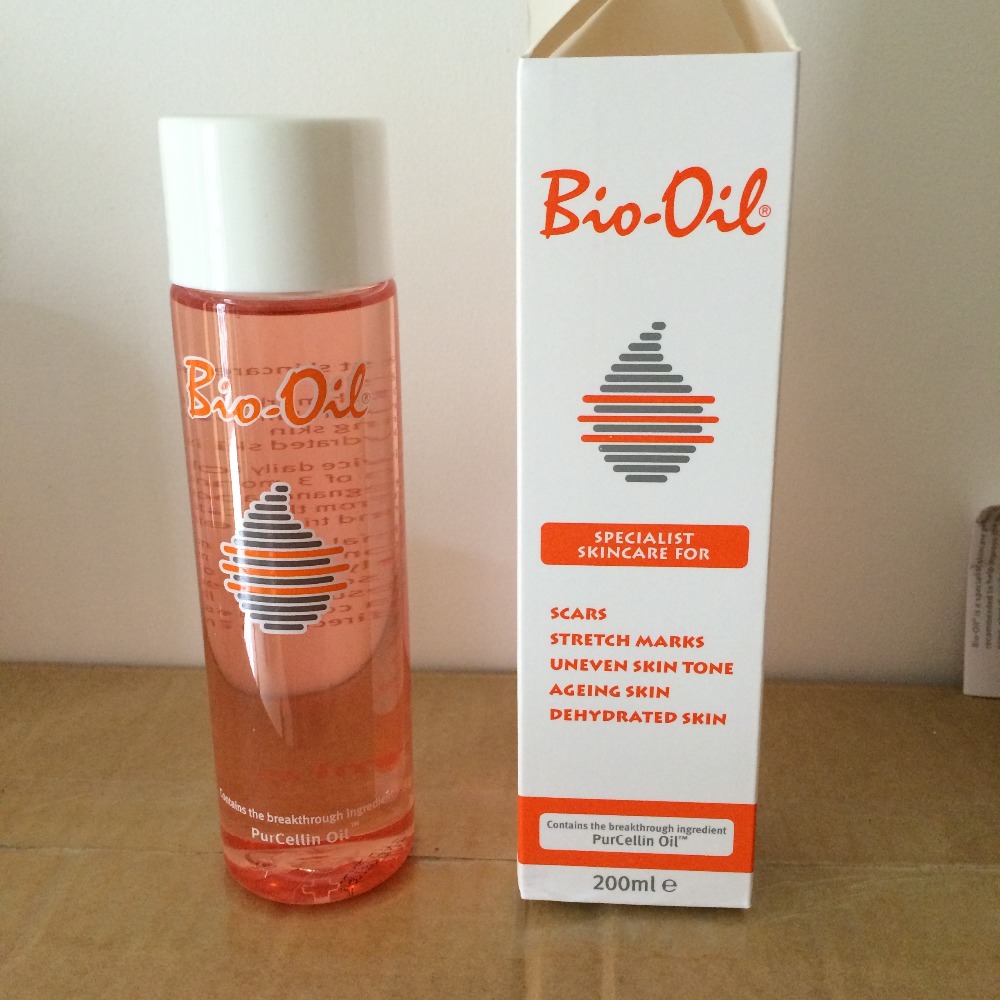 Bio-Oil®
Contains the breakthrough ingredient
PurCellin Oil™
Bio-Oil®
SPECIALIST
SKINCARE FOR
SCARS
STRETCH MARKS
UNEVEN SKIN TONE
AGEING SKIN
DEHYDRATED SKIN
Contains the breakthrough ingredient
PurCellin Oil™
200ml ℮